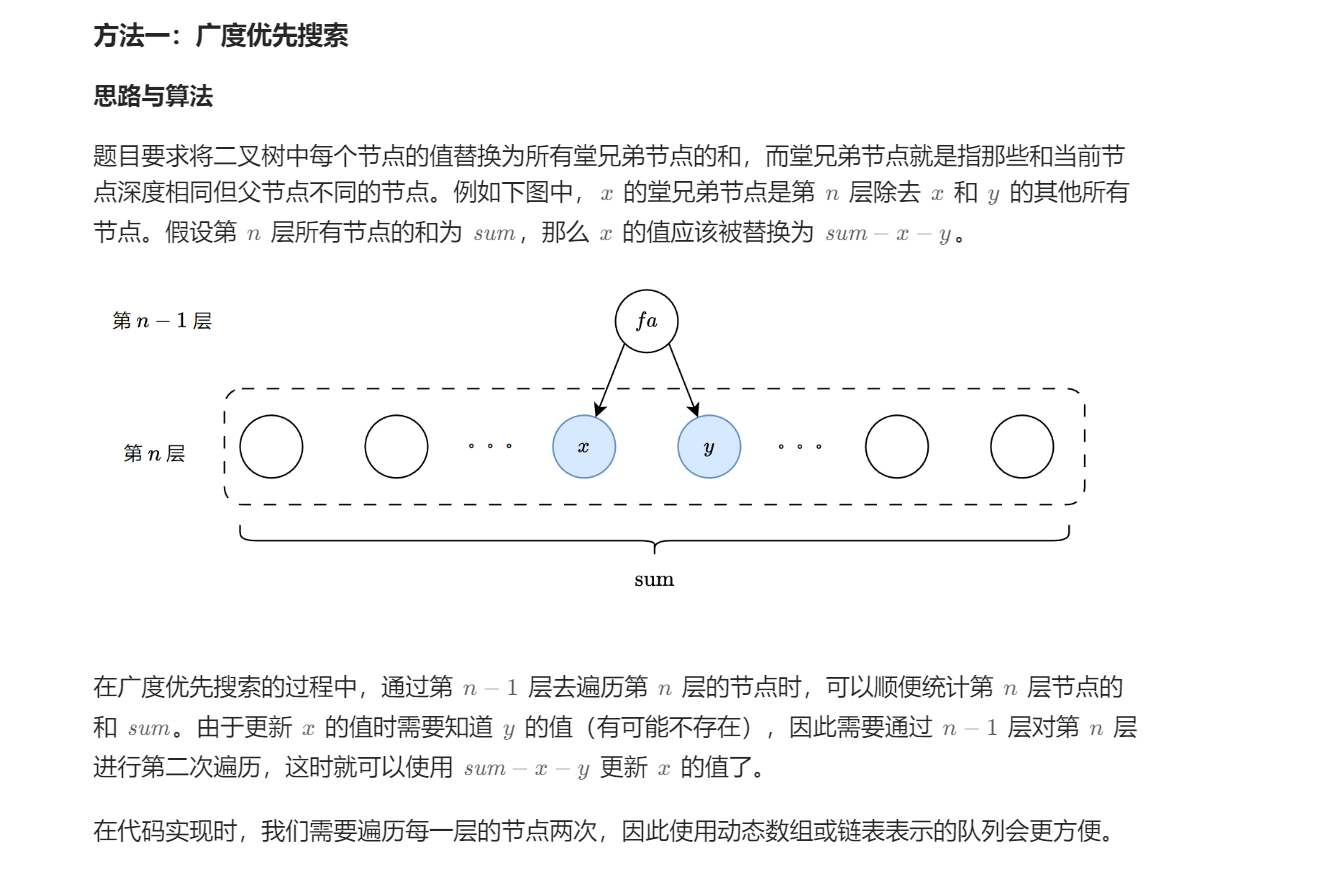 方法一：广度优先搜索
思路与算法
题目要求将二叉树中每个节点的值替换为所有堂兄弟节点的和，而堂兄弟节点就是指那些和当前节
点深度相同但父节点不同的节点。例如下图中， x 的堂兄弟节点是第 n 层除去 x 和 y 的其他所有
节点。假设第 n 层所有节点的和为 sum，那么 x 的值应该被替换为 sum − x − y。
第 n − 1 层
fa
第 n 层
x
y
sum
在广度优先搜索的过程中，通过第 n − 1 层去遍历第 n 层的节点时，可以顺便统计第 n 层节点的
和 sum。由于更新 x 的值时需要知道 y 的值（有可能不存在），因此需要通过 n − 1 层对第 n 层
进行第二次遍历，这时就可以使用 sum − x − y 更新 x 的值了。
在代码实现时，我们需要遍历每一层的节点两次，因此使用动态数组或链表表示的队列会更方便。